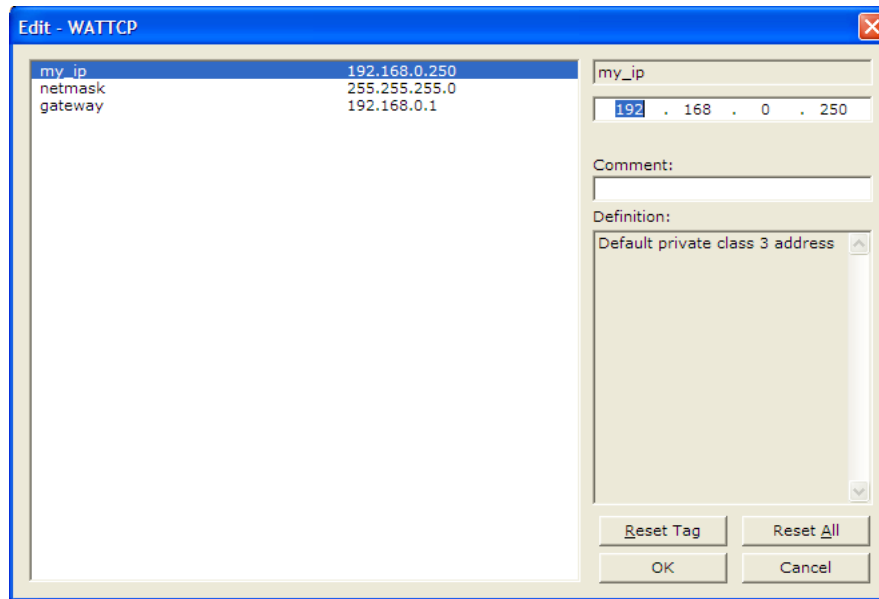 Edit - WATTCP
my_ip 192.168.0.250
netmask 255.255.255.0
gateway 192.168.0.1
my_ip
192 . 168 . 0 . 250
Comment:
Definition:
Default private class 3 address
Reset Tag Reset All
OK Cancel